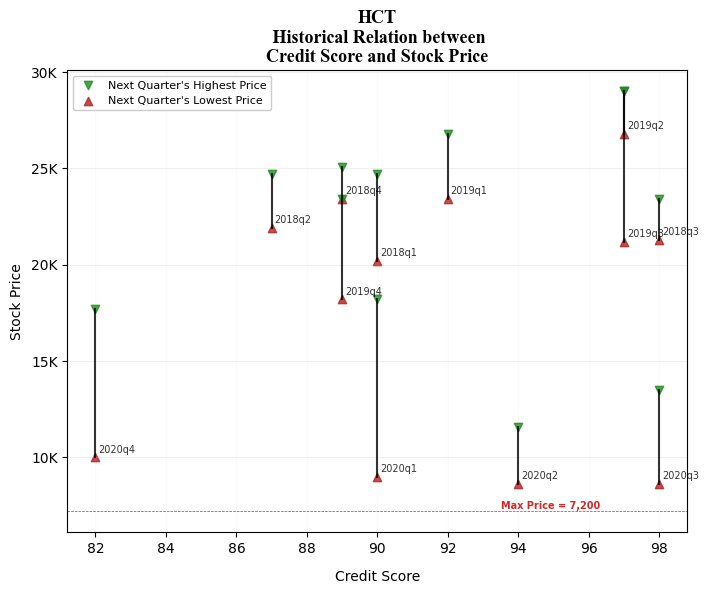 HCT
Historical Relation between
Credit Score and Stock Price
Next Quarter's Highest Price
Next Quarter's Lowest Price
30K
25K
20K
15K
10K
Stock Price
2019q2
2018q4
2019q1
2018q2
2018q3
2019q3
2018q1
2019q4
2020q4
2020q1
2020q2
2020q3
Max Price = 7,200
82
84
86
88
90
92
94
96
98
Credit Score